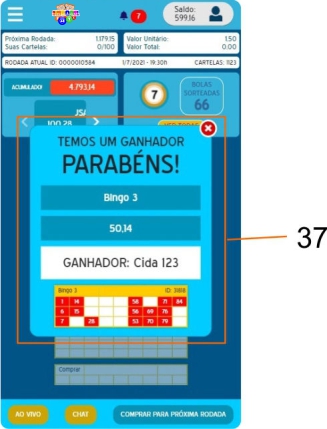 7
Saldo:
599.16
Próxima Rodada: 1.179.15
Suas Cartelas: 0/100
Valor Unitário: 1.50
Valor Total: 0.00
RODADA ATUAL ID: 0000010564 1/7/2021 - 19:30h CARTELAS: 1123
ACUMULADO 4.793,14
JS/
100,28
7
BOLAS
SORTEADAS
66
TEMOS UM GANHADOR
PARABÉNS!
Bingo 3
50,14
GANHADOR: Cida 123
Bingo 3 ID: 31818
1 14 58 71 84
6 15 56 69 76
7 28 53 70 79
Comprar
AO VIVO CHAT COMPRAR PARA PRÓXIMA RODADA
37